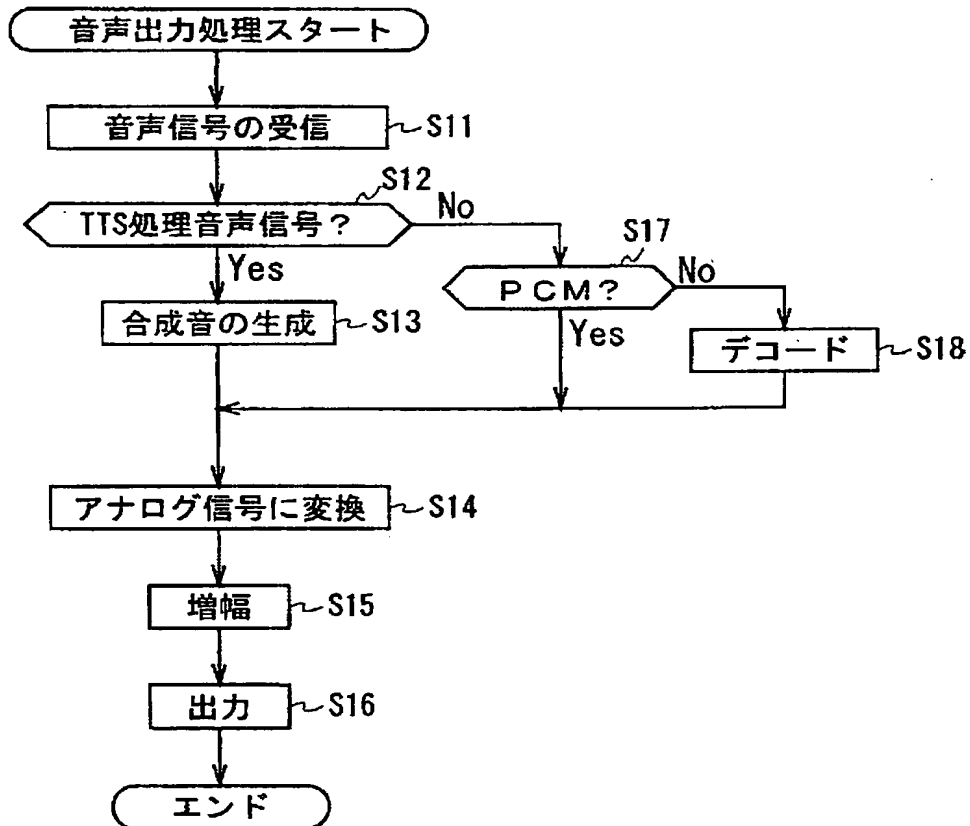 音声出力処理スタート
音声信号の受信
S11
S12
TTS処理音声信号?
No
S17
Yes
PCM?
No
合成音の生成
S13
Yes
デコード
S18
アナログ信号に変換
S14
増幅
S15
出力
S16
エンド